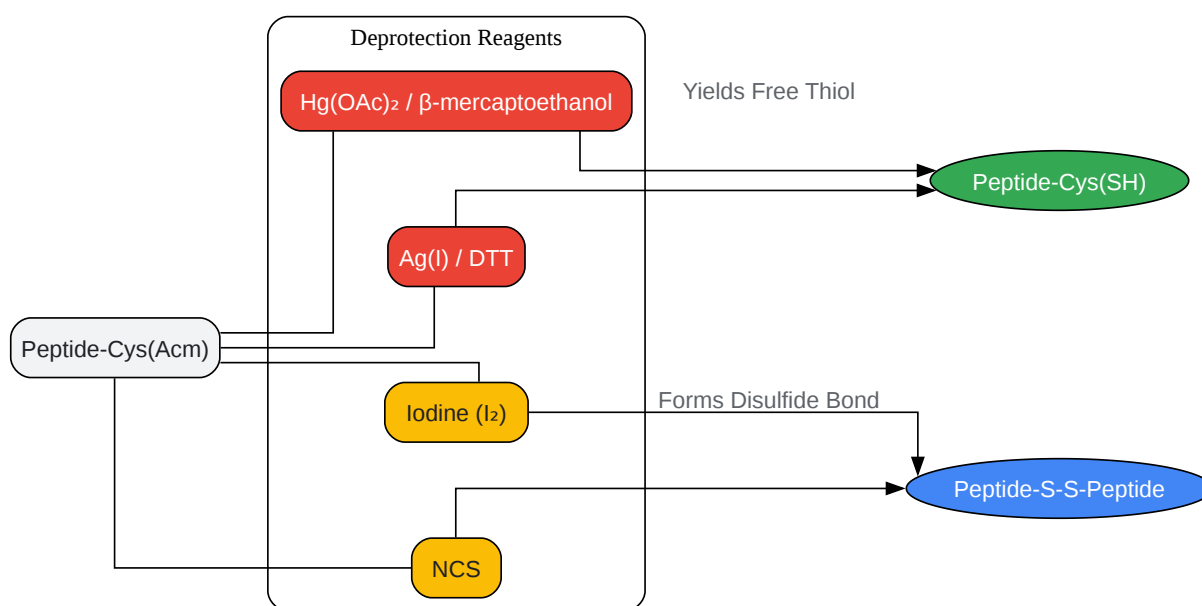 Deprotection Reagents
Hg(OAc)₂ / β-mercaptoethanol
Yields Free Thiol
Peptide-Cys(SH)
Ag(I) / DTT
Peptide-Cys(Acm)
Iodine (I₂)
Forms Disulfide Bond
Peptide-S-S-Peptide
NCS